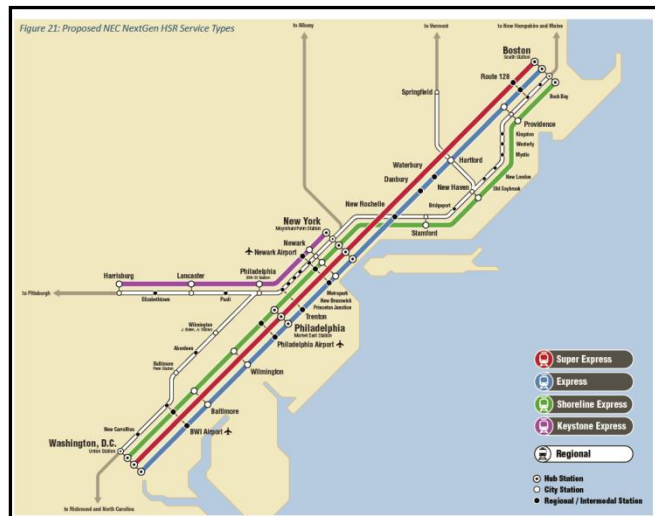 Figure 21: Proposed NEC NextGen HSR Service Types
to Albany
to Vermont
to New Hampshire and Maine
Boston
South Station
Route 128
Back Bay
Springfield
Providence
Kingston
Westerly
Mystic
Waterbury
Hartford
Danbury
New London
New Haven
Old Saybrook
New Rochelle
Bridgeport
Stamford
New York
Moynihan/Penn Station
Newark
Newark Airport
Harrisburg
Lancaster
Philadelphia
30th St Station
Metropark
New Brunswick
Princeton Junction
to Pittsburgh
Elizabethtown
Paoli
Trenton
Wilmington
Philadelphia
Market East Station
Philadelphia Airport
Aberdeen
Baltimore
Penn Station
Wilmington
Super Express
Express
Baltimore
Shoreline Express
New Carrollton
Keystone Express
BWI Airport
Washington, D.C.
Union Station
Regional
Hub Station
City Station
Regional / Intermodal Station
to Richmond and North Carolina